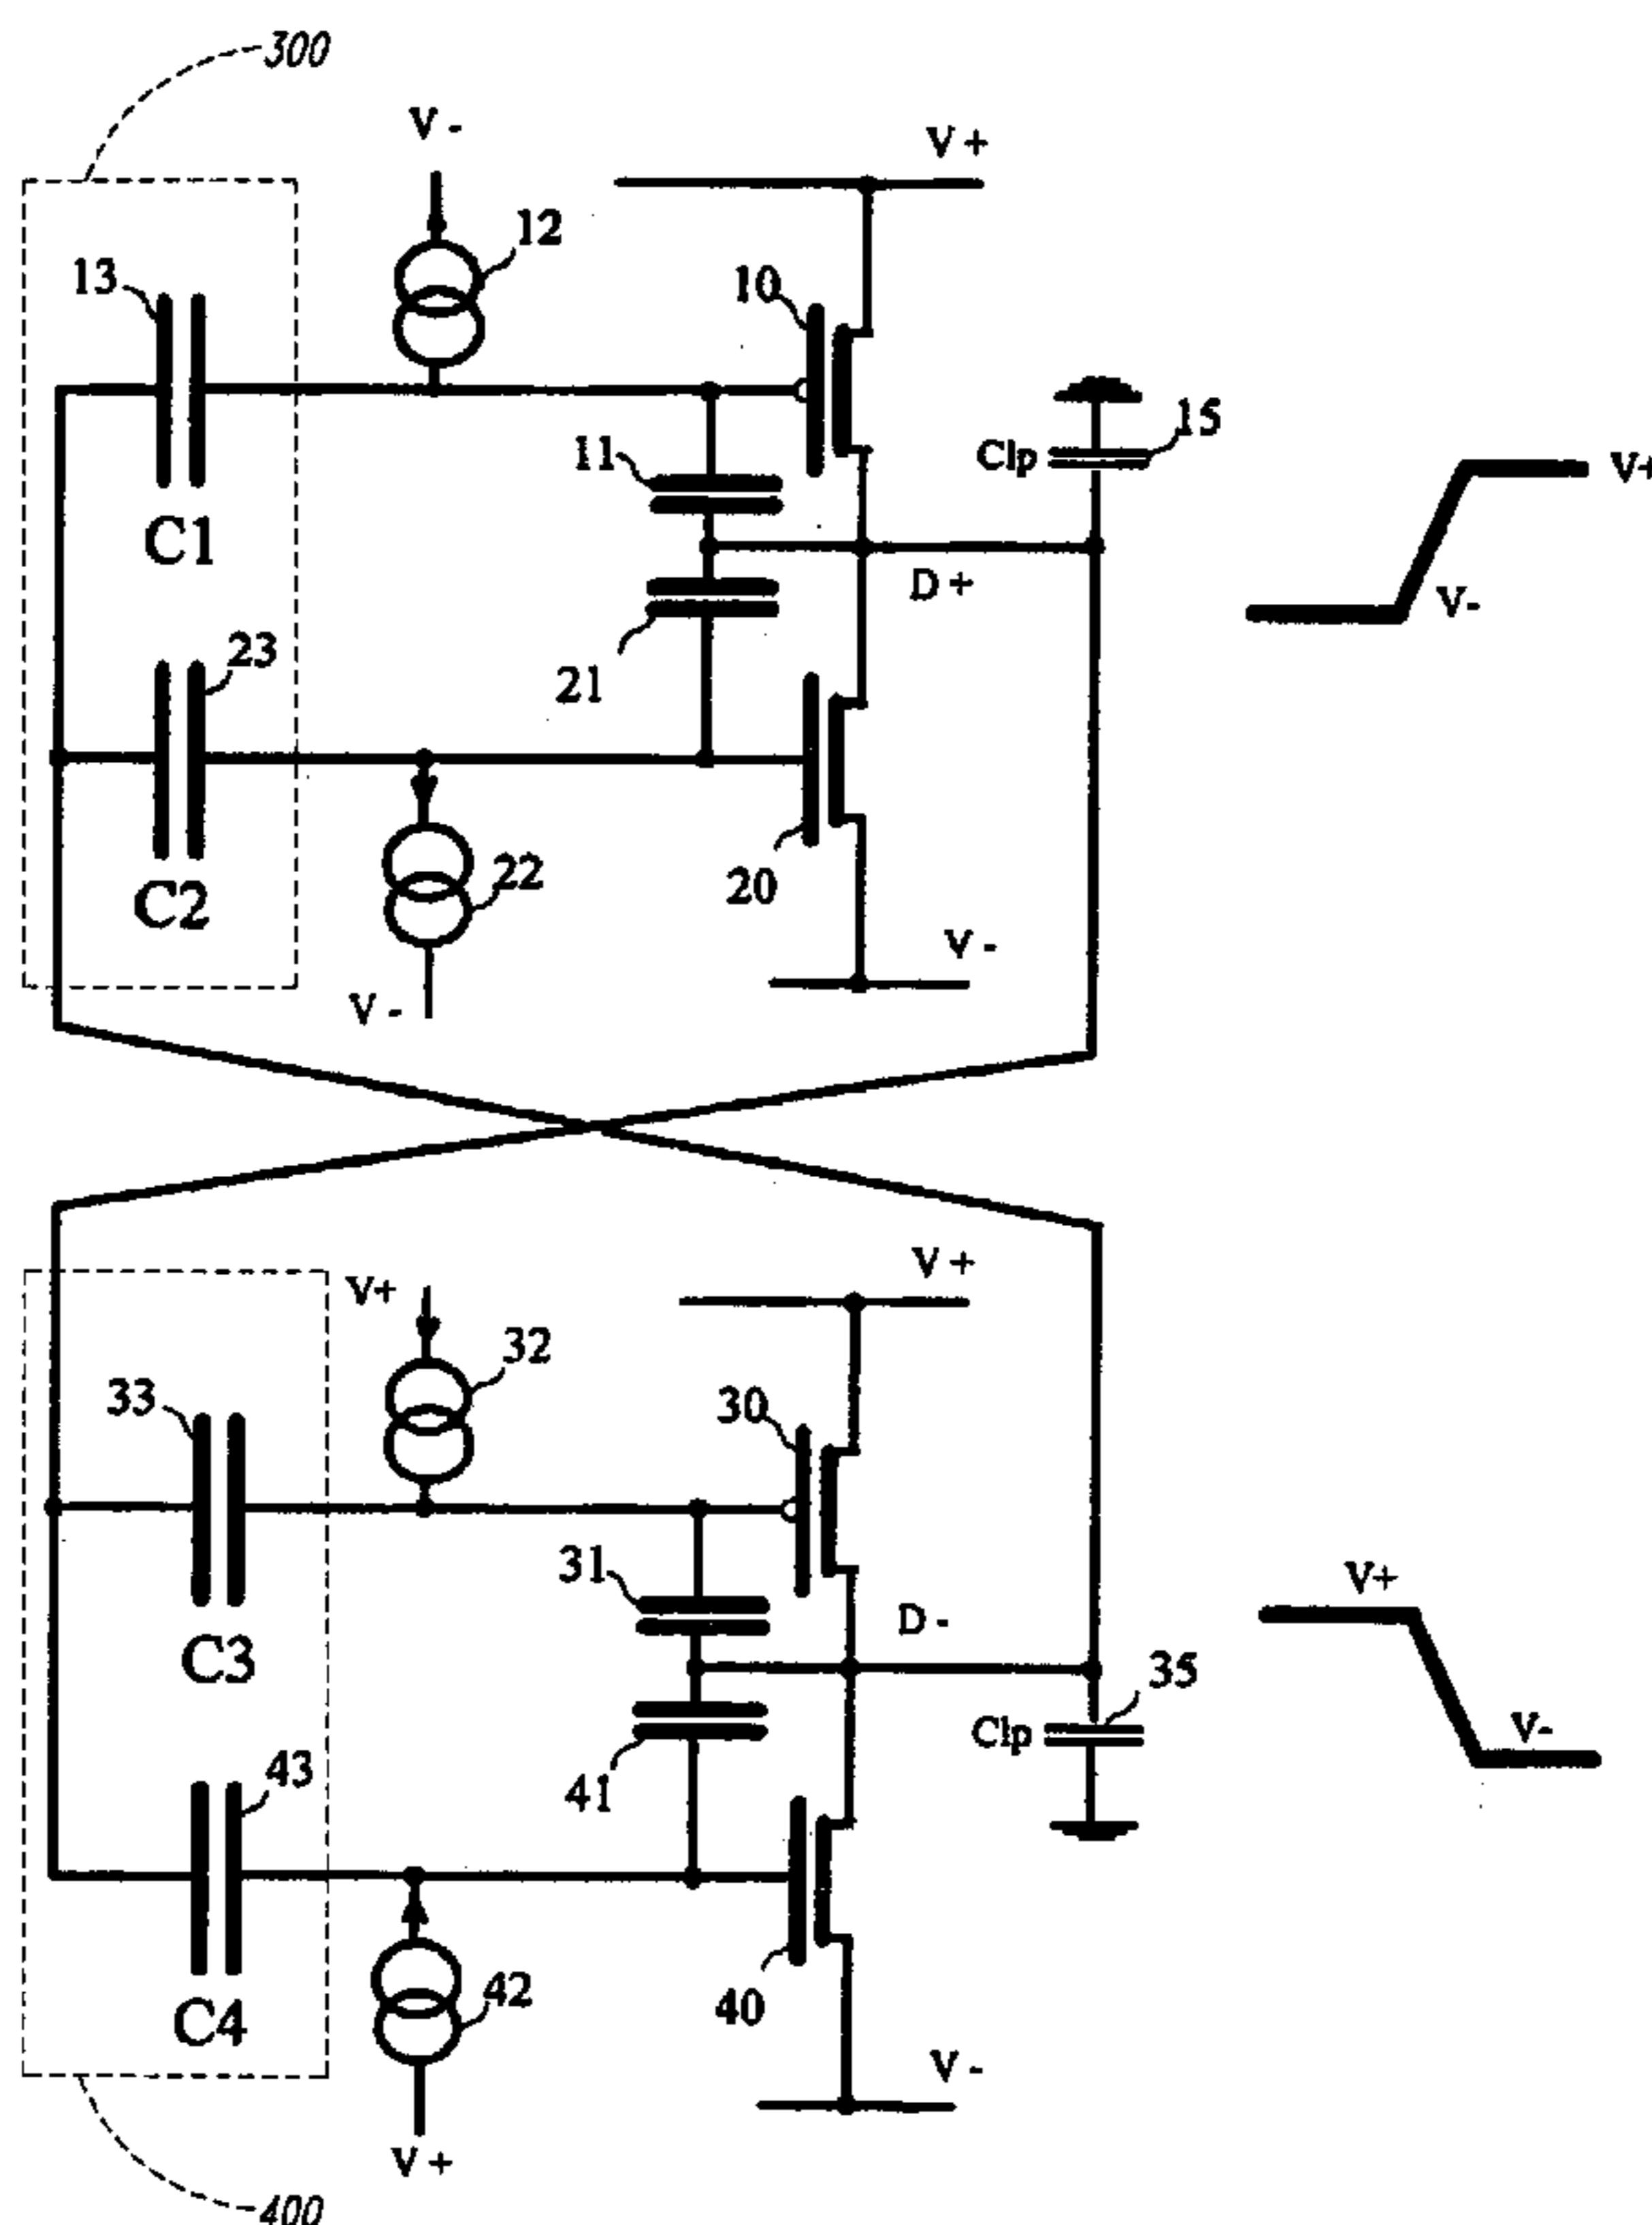 300
V -
V +
12
13
10
11
Clp
15
V+
C1
D +
V-
23
21
22
20
C2
V -
V -
V +
V+
32
33
30
31
D -
V+
C3
35
Clp
V-
43
41
42
40
C4
V -
V +
400